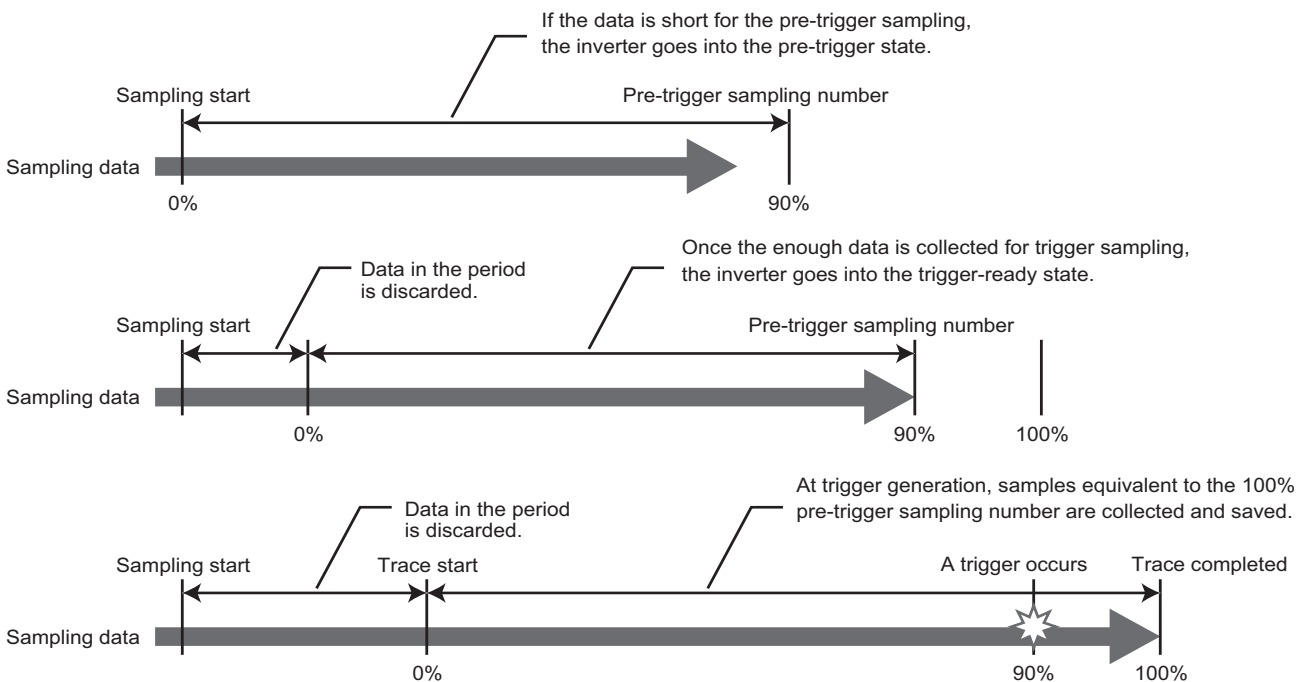 If the data is short for the pre-trigger sampling,
the inverter goes into the pre-trigger state.
Sampling start
Pre-trigger sampling number
Sampling data
0%
90%
Once the enough data is collected for trigger sampling,
the inverter goes into the trigger-ready state.
Data in the period
is discarded.
Sampling start
Pre-trigger sampling number
Sampling data
0%
90%
100%
At trigger generation, samples equivalent to the 100%
pre-trigger sampling number are collected and saved.
Data in the period
is discarded.
Sampling start
Trace start
A trigger occurs
Trace completed
Sampling data
0%
90%
100%